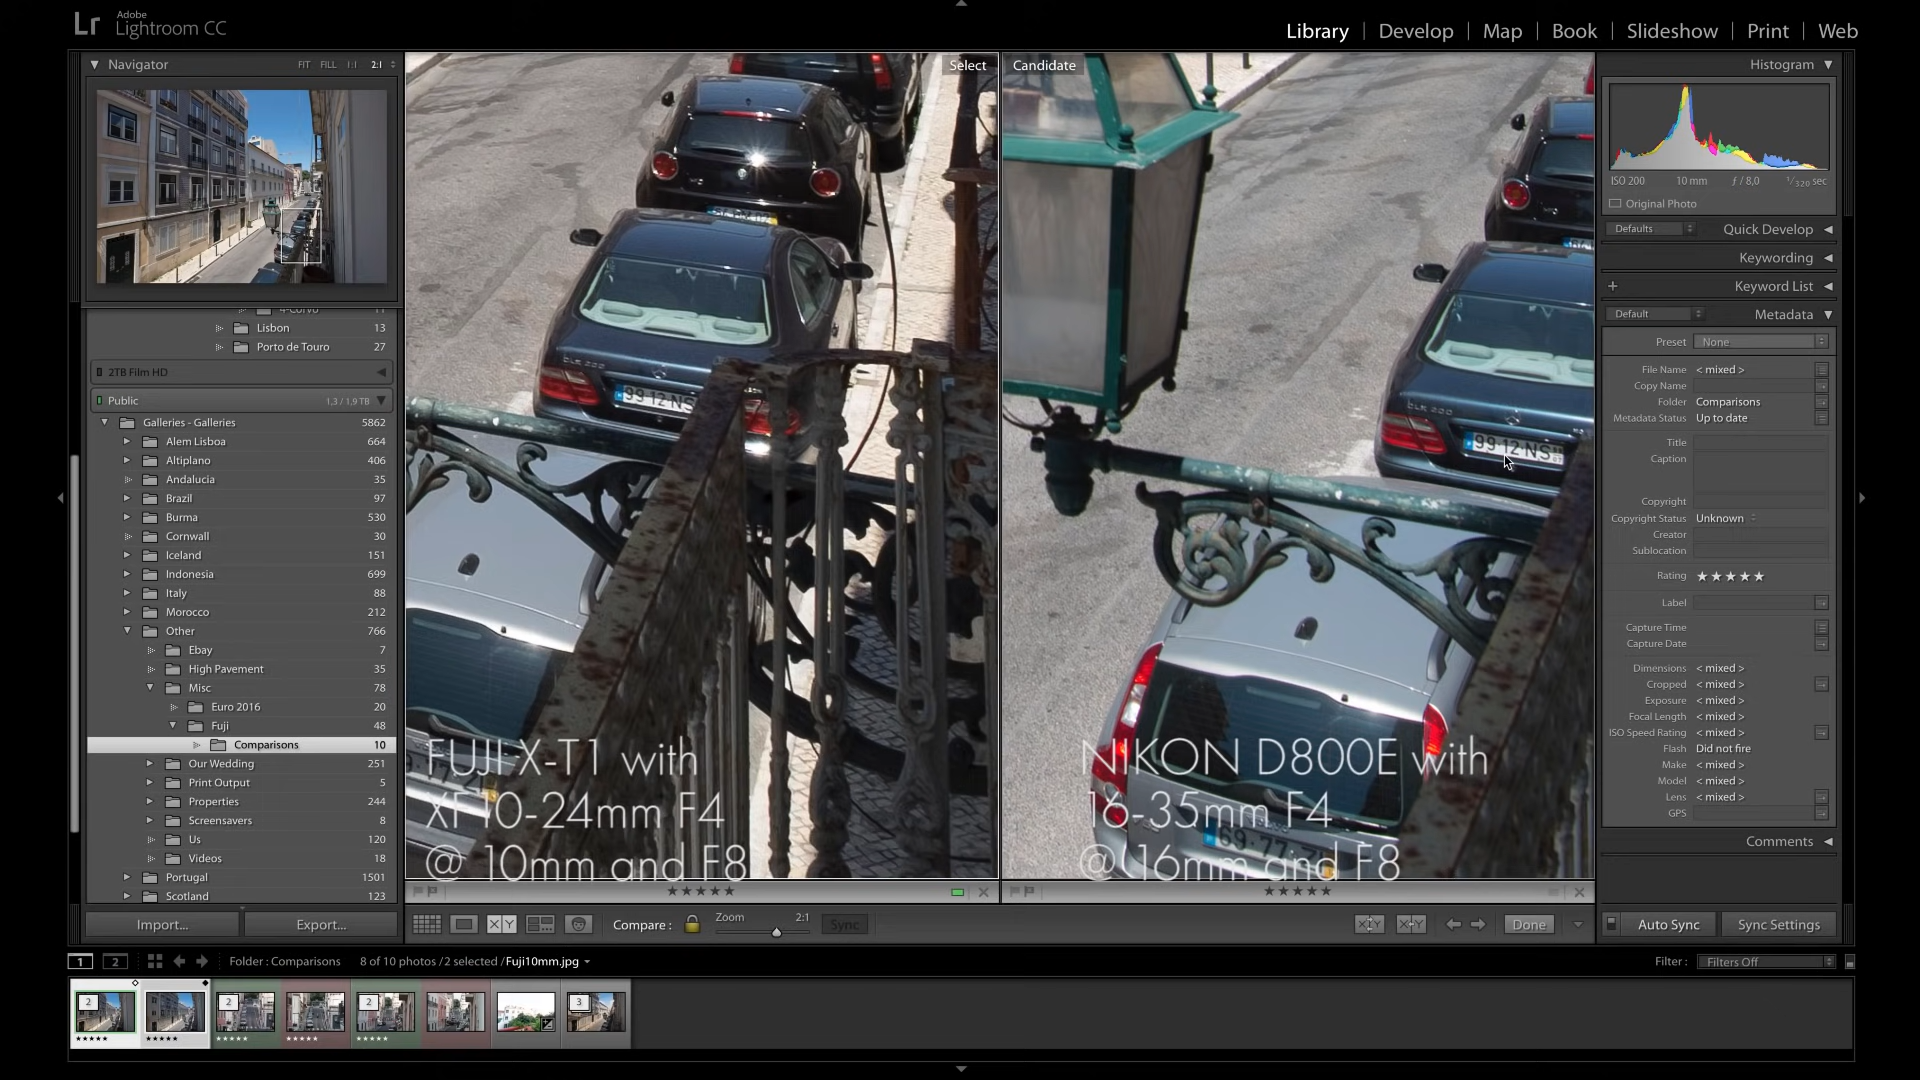 Lr Adobe Lightroom CC
Library | Develop | Map | Book | Slideshow | Print | Web
Navigator FIT FILL 1:1 2:1
4-Corvo 11
Lisbon 13
Porto de Touro 27
2TB Film HD
Public 1,3 / 1,9 TB
Galleries - Galleries 5862
Alem Lisboa 664
Altiplano 406
Andalucia 35
Brazil 97
Burma 530
Cornwall 30
Iceland 151
Indonesia 699
Italy 88
Morocco 212
Other 766
Ebay 7
High Pavement 35
Misc 78
Euro 2016 20
Fuji 48
Comparisons 10
Our Wedding 251
Print Output 5
Properties 244
Screensavers 8
Us 120
Videos 18
Portugal 1501
Scotland 123
Import... Export...
Select
99-12-NS
FUJI X-T1 with
XF10-24mm F4
@ 10mm and F8
Candidate
CLK 200
99-12-NS
NIKON D800E with
16-35mm F4
@ 16mm and F8
Histogram
ISO 200 10 mm ƒ / 8,0 1/320 sec
Original Photo
Defaults Quick Develop
Keywording
+ Keyword List
Default Metadata
Preset None
File Name < mixed >
Copy Name
Folder Comparisons
Metadata Status Up to date
Title
Caption
Copyright
Copyright Status Unknown
Creator
Sublocation
Rating ★★★★★
Label
Capture Time
Capture Date
Dimensions < mixed >
Cropped < mixed >
Exposure < mixed >
Focal Length < mixed >
ISO Speed Rating < mixed >
Flash Did not fire
Make < mixed >
Model < mixed >
Lens < mixed >
GPS
Comments
XY Compare : Zoom 2:1 Sync Done
Auto Sync Sync Settings
1 2 Folder : Comparisons 8 of 10 photos / 2 selected / Fuji10mm.jpg Filter : Filters Off
2 2 2 3